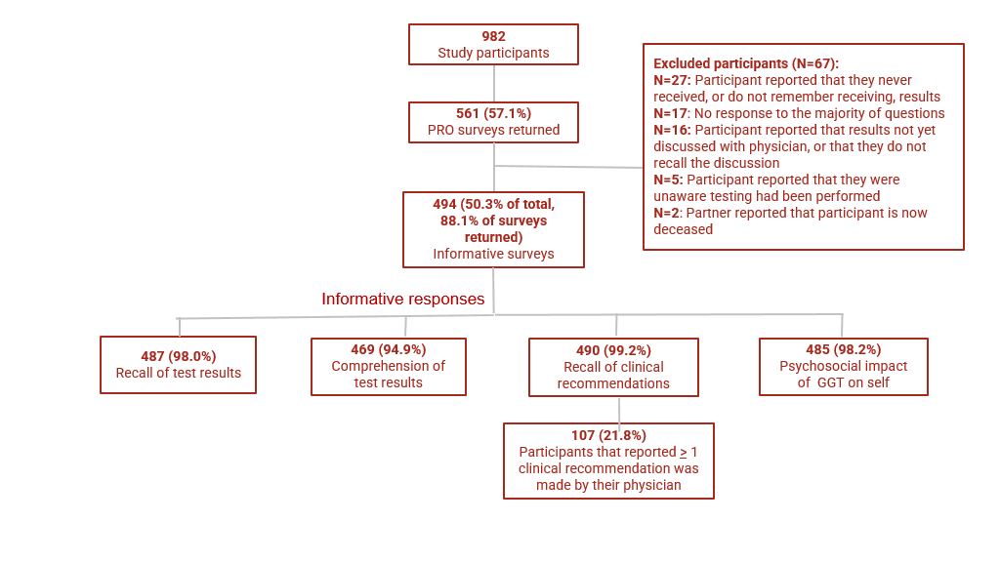 982
Study participants
561 (57.1%)
PRO surveys returned
Excluded participants (N=67):
N=27: Participant reported that they never
received, or do not remember receiving, results
N=17: No response to the majority of questions
N=16: Participant reported that results not yet
discussed with physician, or that they do not
recall the discussion
N=5: Participant reported that they were
unaware testing had been performed
N=2: Partner reported that participant is now
deceased
494 (50.3% of total,
88.1% of surveys
returned)
Informative surveys
Informative responses
487 (98.0%)
Recall of test results
469 (94.9%)
Comprehension of
test results
490 (99.2%)
Recall of clinical
recommendations
485 (98.2%)
Psychosocial impact
of GGT on self
107 (21.8%)
Participants that reported ≥ 1
clinical recommendation was
made by their physician